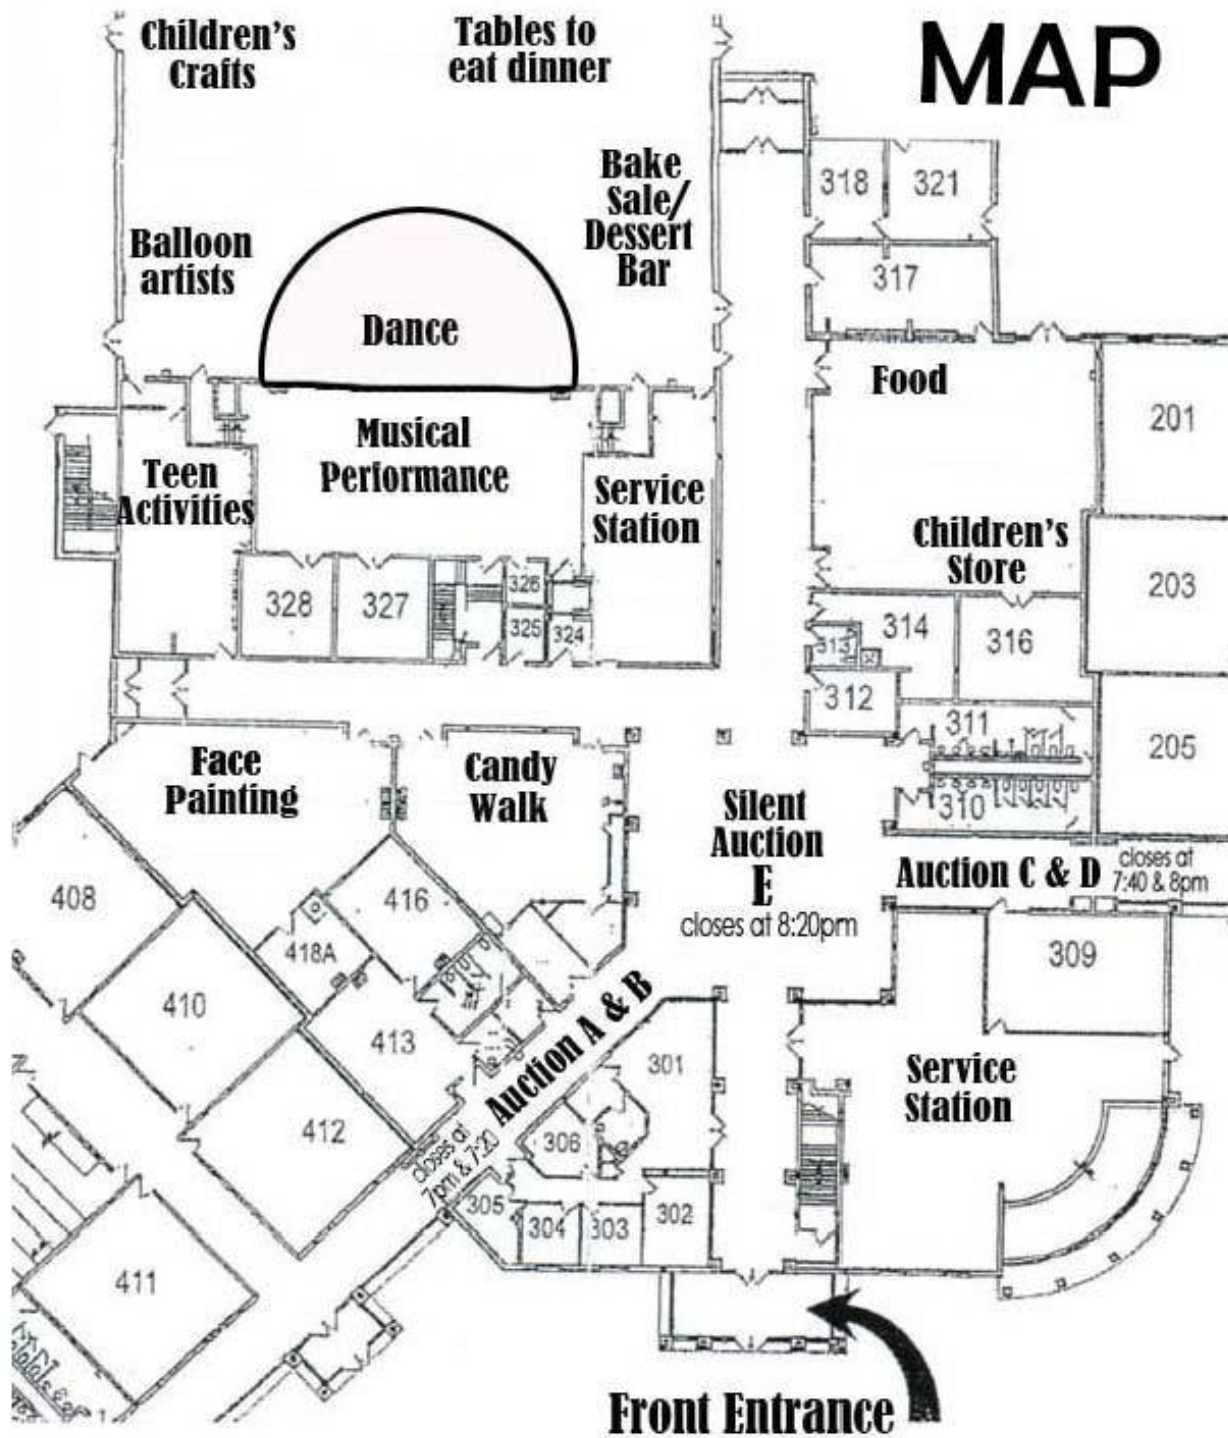 MAP
Children's
Crafts
Tables to
eat dinner
Bake
Sale/
Dessert
Bar
318
321
Balloon
artists
317
Dance
Food
201
Musical
Performance
Teen
Activities
Service
Station
Children's
Store
203
328
327
326
325
324
314
313
316
312
311
205
Face
Painting
Candy
Walk
310
Silent
Auction
E
closes at 8:20pm
Auction C & D
closes at
7:40 & 8pm
408
416
418A
309
410
413
Auction A & B
closes at
7pm & 7:20
301
Service
Station
412
306
305
304
303
302
411
Front Entrance